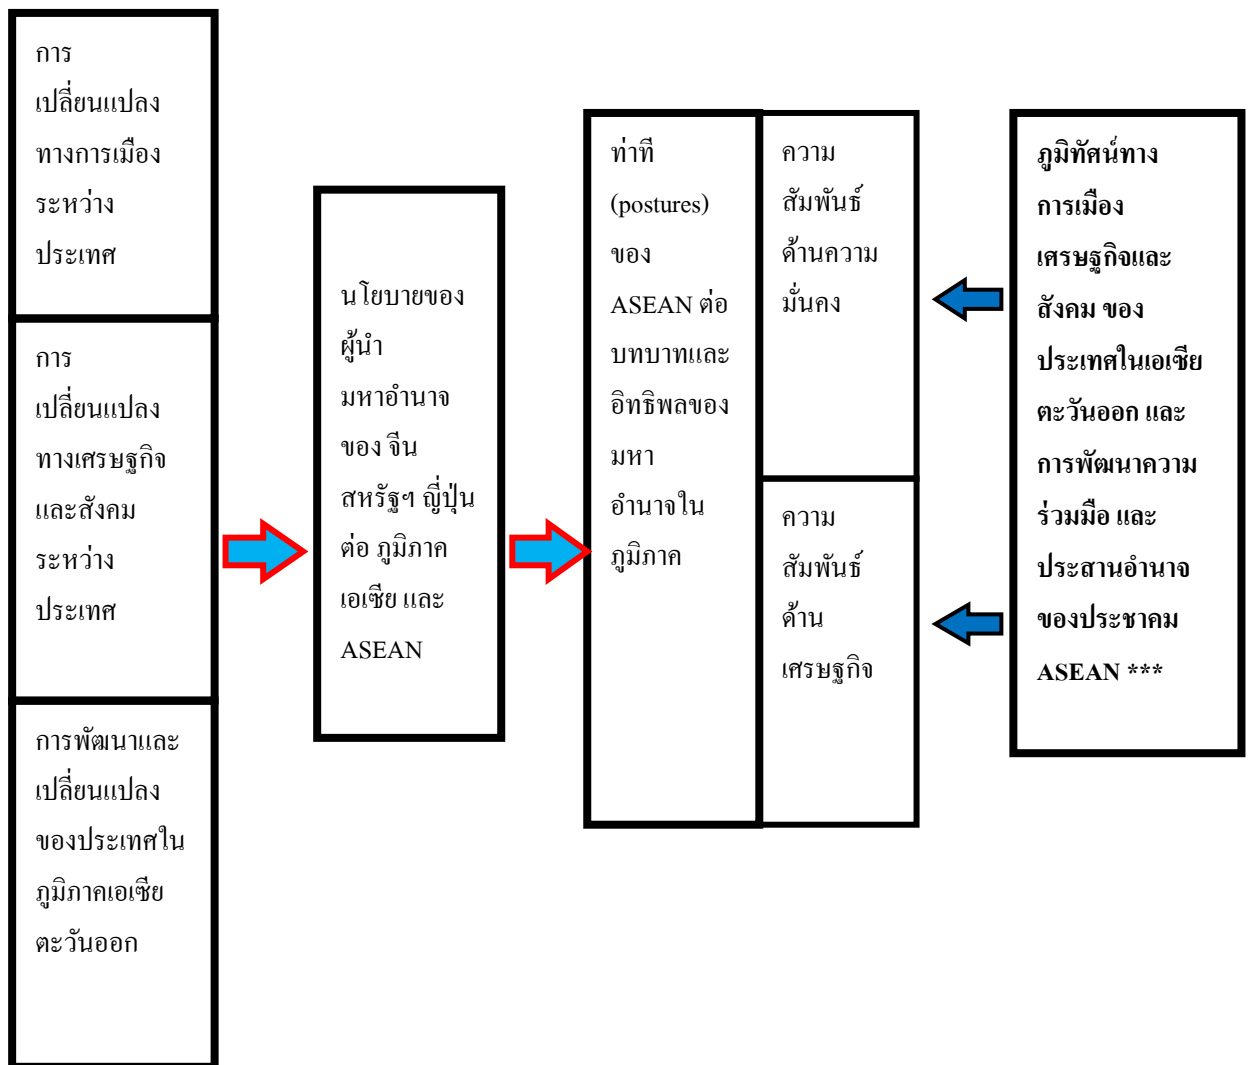 การ
เปลี่ยนแปลง
ทางการเมือง
ระหว่าง
ประเทศ
การ
เปลี่ยนแปลง
ทางเศรษฐกิจ
และสังคม
ระหว่าง
ประเทศ
การพัฒนาและ
เปลี่ยนแปลง
ของประเทศใน
ภูมิภาคเอเซีย
ตะวันออก
นโยบายของ
ผู้นำ
มหาอำนาจ
ของ จีน
สหรัฐฯ ญี่ปุ่น
ต่อ ภูมิภาค
เอเซีย และ
ASEAN
ท่าที
(postures)
ของ
ASEAN ต่อ
บทบาทและ
อิทธิพลของ
มหา
อำนาจใน
ภูมิภาค
ความ
สัมพันธ์
ด้านความ
มั่นคง
ความ
สัมพันธ์
ด้าน
เศรษฐกิจ
ภูมิทัศน์ทาง
การเมือง
เศรษฐกิจและ
สังคม ของ
ประเทศในเอเซีย
ตะวันออก และ
การพัฒนาความ
ร่วมมือ และ
ประสานอำนาจ
ของประชาคม
ASEAN ***